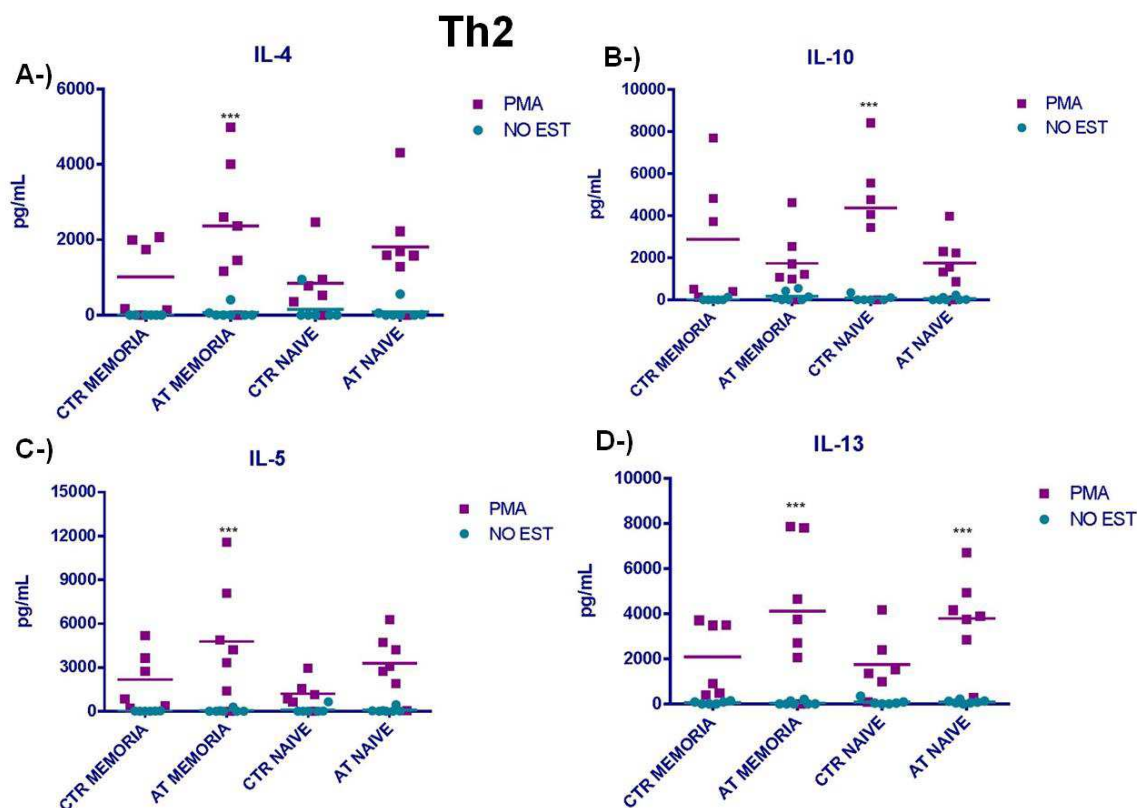 Th2
A-)
IL-4
6000
4000
2000
0
pg/mL
***
PMA
NO EST
CTR MEMORIA
AT MEMORIA
CTR NAIVE
AT NAIVE
B-)
IL-10
10000
8000
6000
4000
2000
0
pg/mL
***
PMA
NO EST
CTR MEMORIA
AT MEMORIA
CTR NAIVE
AT NAIVE
C-)
IL-5
15000
12000
9000
6000
3000
0
pg/mL
***
PMA
NO EST
CTR MEMORIA
AT MEMORIA
CTR NAIVE
AT NAIVE
D-)
IL-13
10000
8000
6000
4000
2000
0
pg/mL
***
***
PMA
NO EST
CTR MEMORIA
AT MEMORIA
CTR NAIVE
AT NAIVE